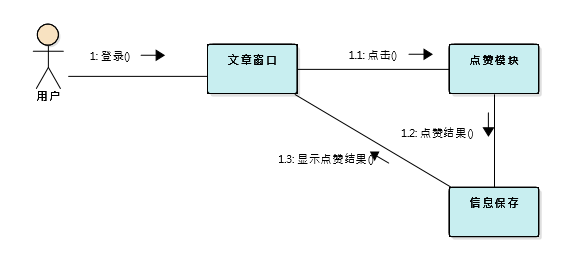 1: 登录()
文章窗口
1.1: 点击()
点赞模块
用户
1.2: 点赞结果()
1.3: 显示点赞结果()
信息保存